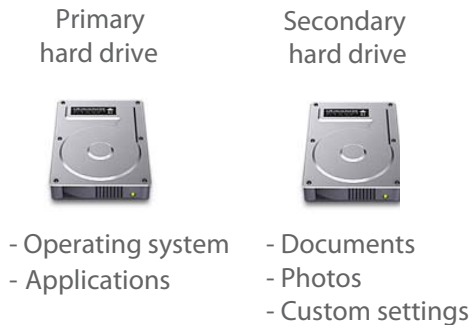 Primary
hard drive
Secondary
hard drive
- Operating system
- Applications
- Documents
- Photos
- Custom settings